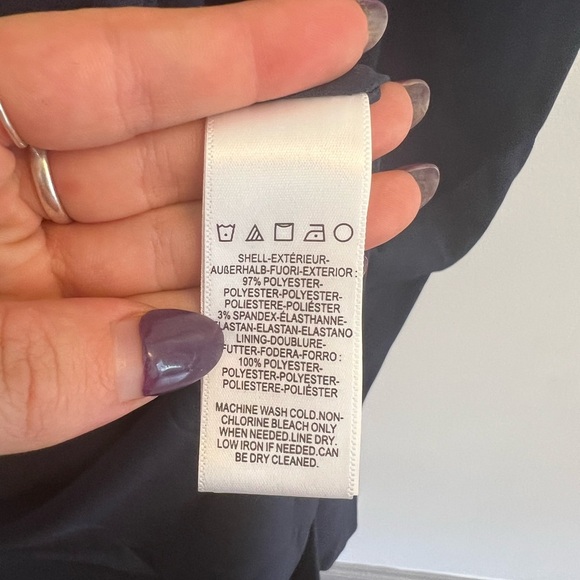 SHELL-EXTÉRIEUR-
AUßERHALB-FUORI-EXTERIOR :
97% POLYESTER-
POLYESTER-POLYESTER-
POLIESTERE-POLIÉSTER
3% SPANDEX-ÉLASTHANNE-
ELASTAN-ELASTAN-ELASTANO
LINING-DOUBLURE-
FUTTER-FODERA-FORRO :
100% POLYESTER-
POLYESTER-POLYESTER-
POLIESTERE-POLIÉSTER
MACHINE WASH COLD.NON-
CHLORINE BLEACH ONLY
WHEN NEEDED.LINE DRY.
LOW IRON IF NEEDED.CAN
BE DRY CLEANED.